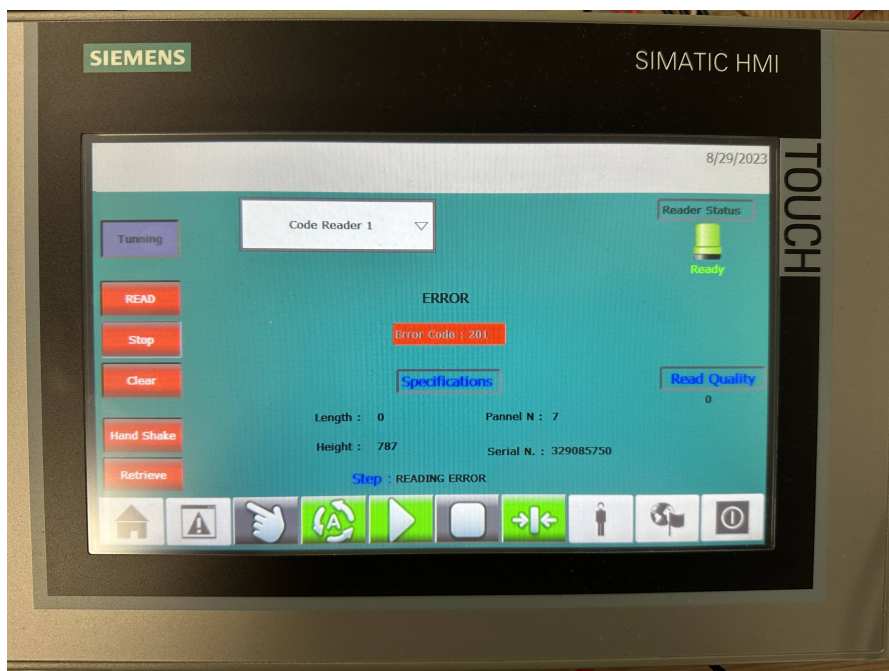 SIEMENS
SIMATIC HMI
TOUCH
8/29/2023
Code Reader 1
Reader Status
Tunning
Ready
READ
ERROR
Stop
Error Code : 201
Clear
Specifications
Read Quality
0
Length : 0
Pannel N : 7
Hand Shake
Height : 787
Serial N. : 329085750
Retrieve
Step : READING ERROR
A